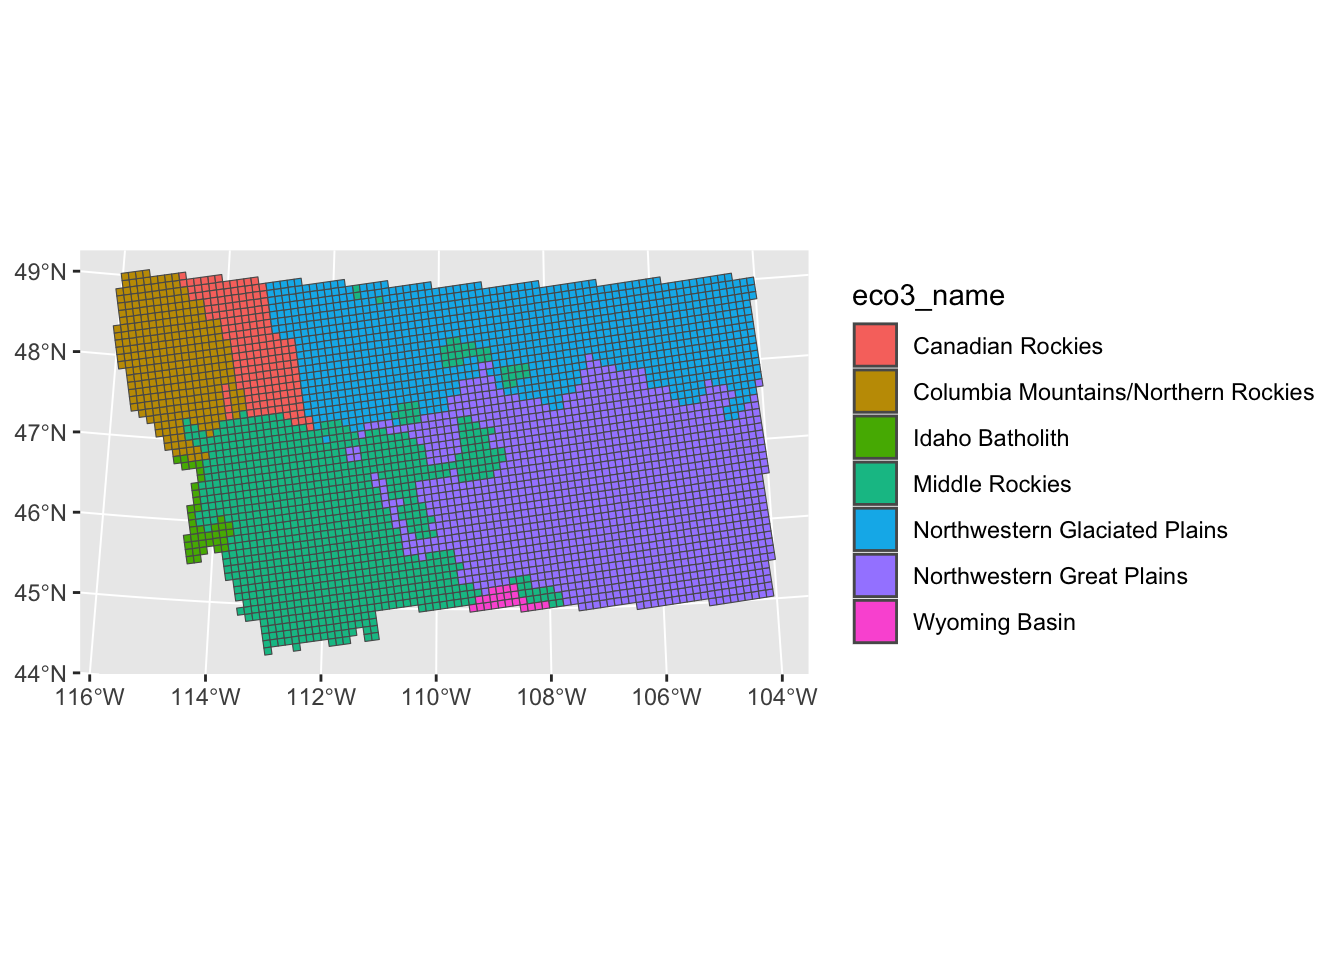 49°N
48°N
47°N
46°N
45°N
44°N
116°W 114°W 112°W 110°W 108°W 106°W 104°W
eco3_name
Canadian Rockies
Columbia Mountains/Northern Rockies
Idaho Batholith
Middle Rockies
Northwestern Glaciated Plains
Northwestern Great Plains
Wyoming Basin